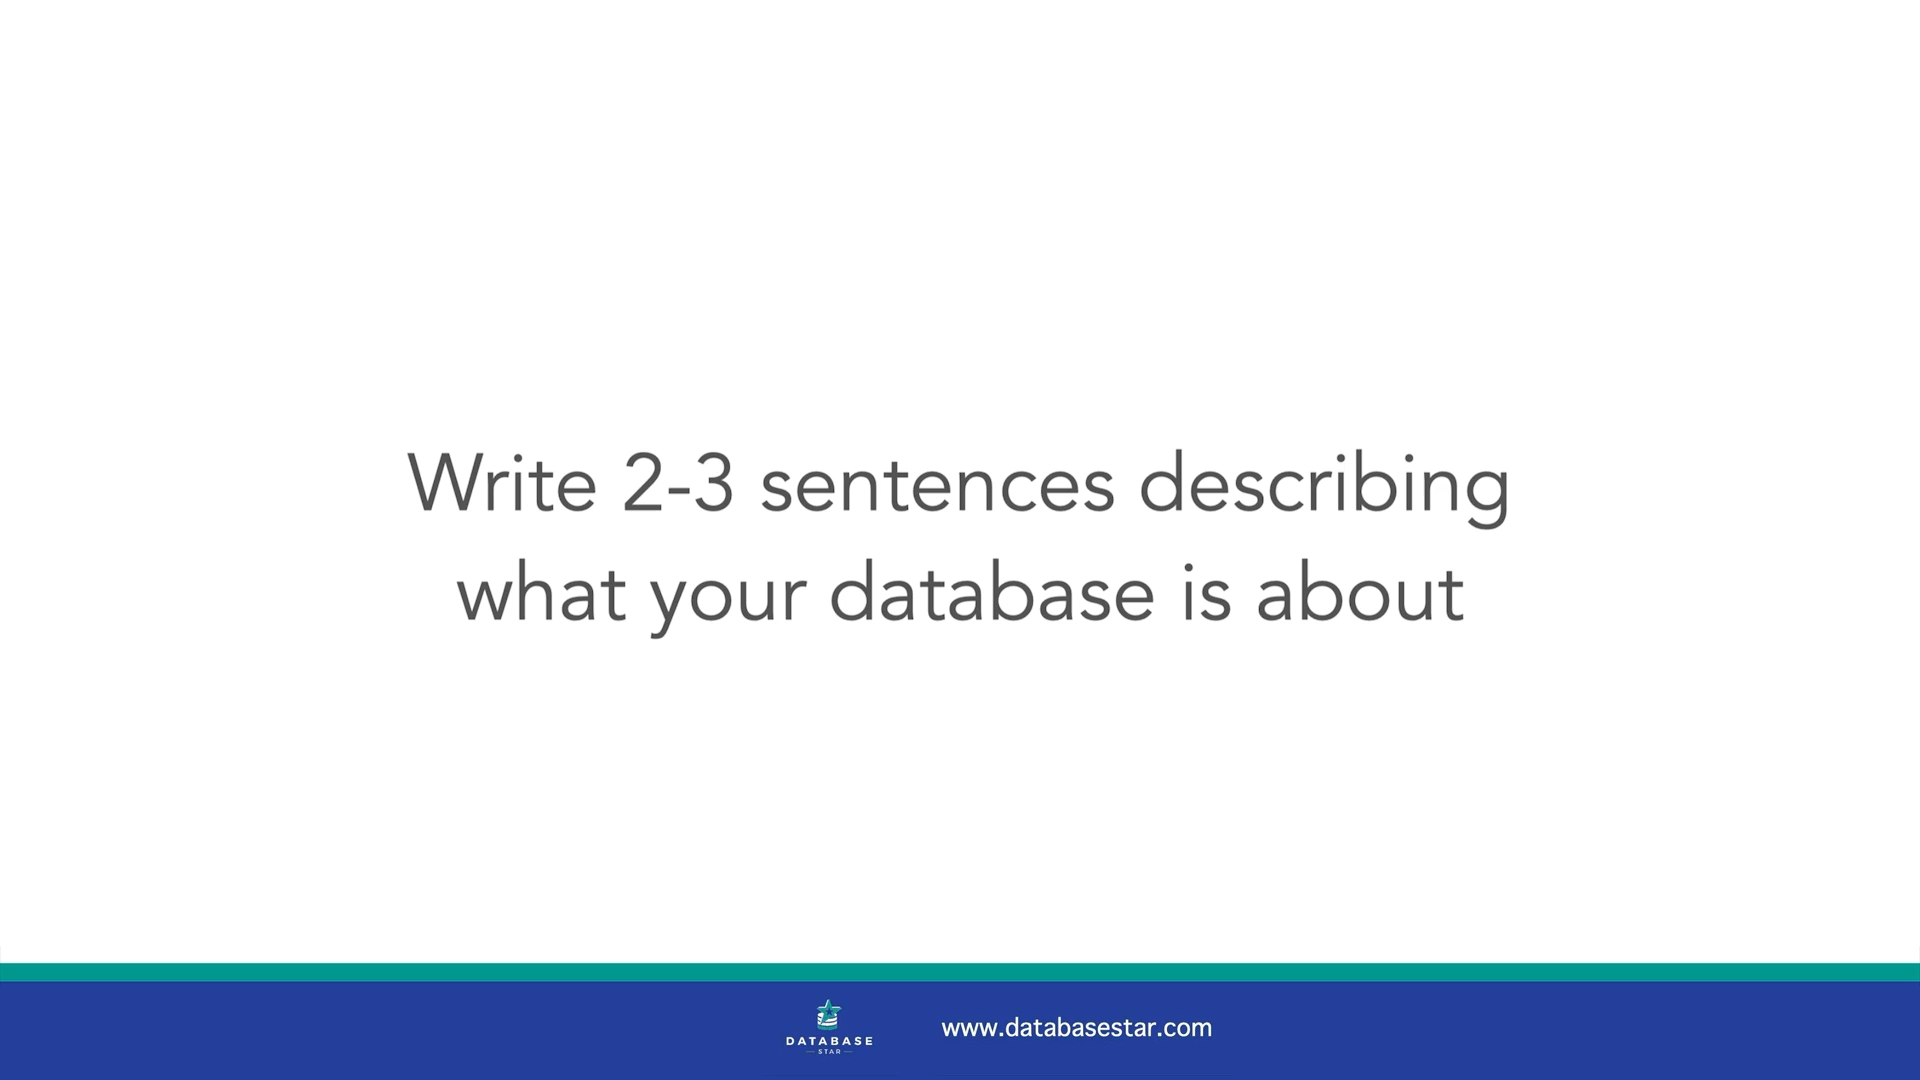 Write 2-3 sentences describing
what your database is about
DATABASE
STAR
www.databasestar.com